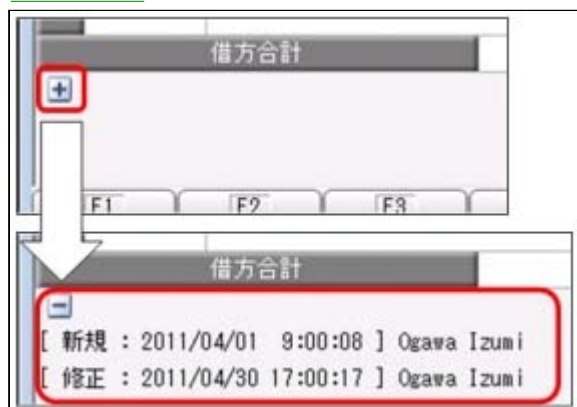 借方合計
F1 F2 F3
借方合計
[ 新規 : 2011/04/01 9:00:08 ] Ogawa Izumi
[ 修正 : 2011/04/30 17:00:17 ] Ogawa Izumi